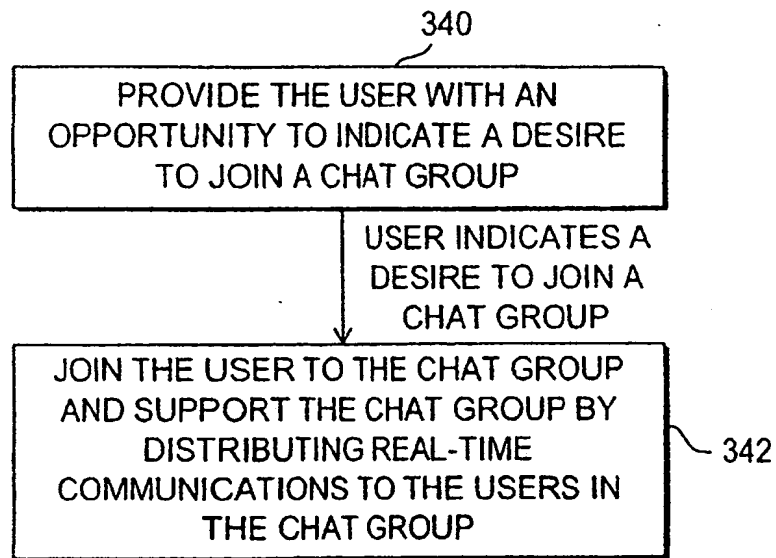 340
PROVIDE THE USER WITH AN
OPPORTUNITY TO INDICATE A DESIRE
TO JOIN A CHAT GROUP
USER INDICATES A
DESIRE TO JOIN A
CHAT GROUP
JOIN THE USER TO THE CHAT GROUP
AND SUPPORT THE CHAT GROUP BY
DISTRIBUTING REAL-TIME
COMMUNICATIONS TO THE USERS IN
THE CHAT GROUP
342